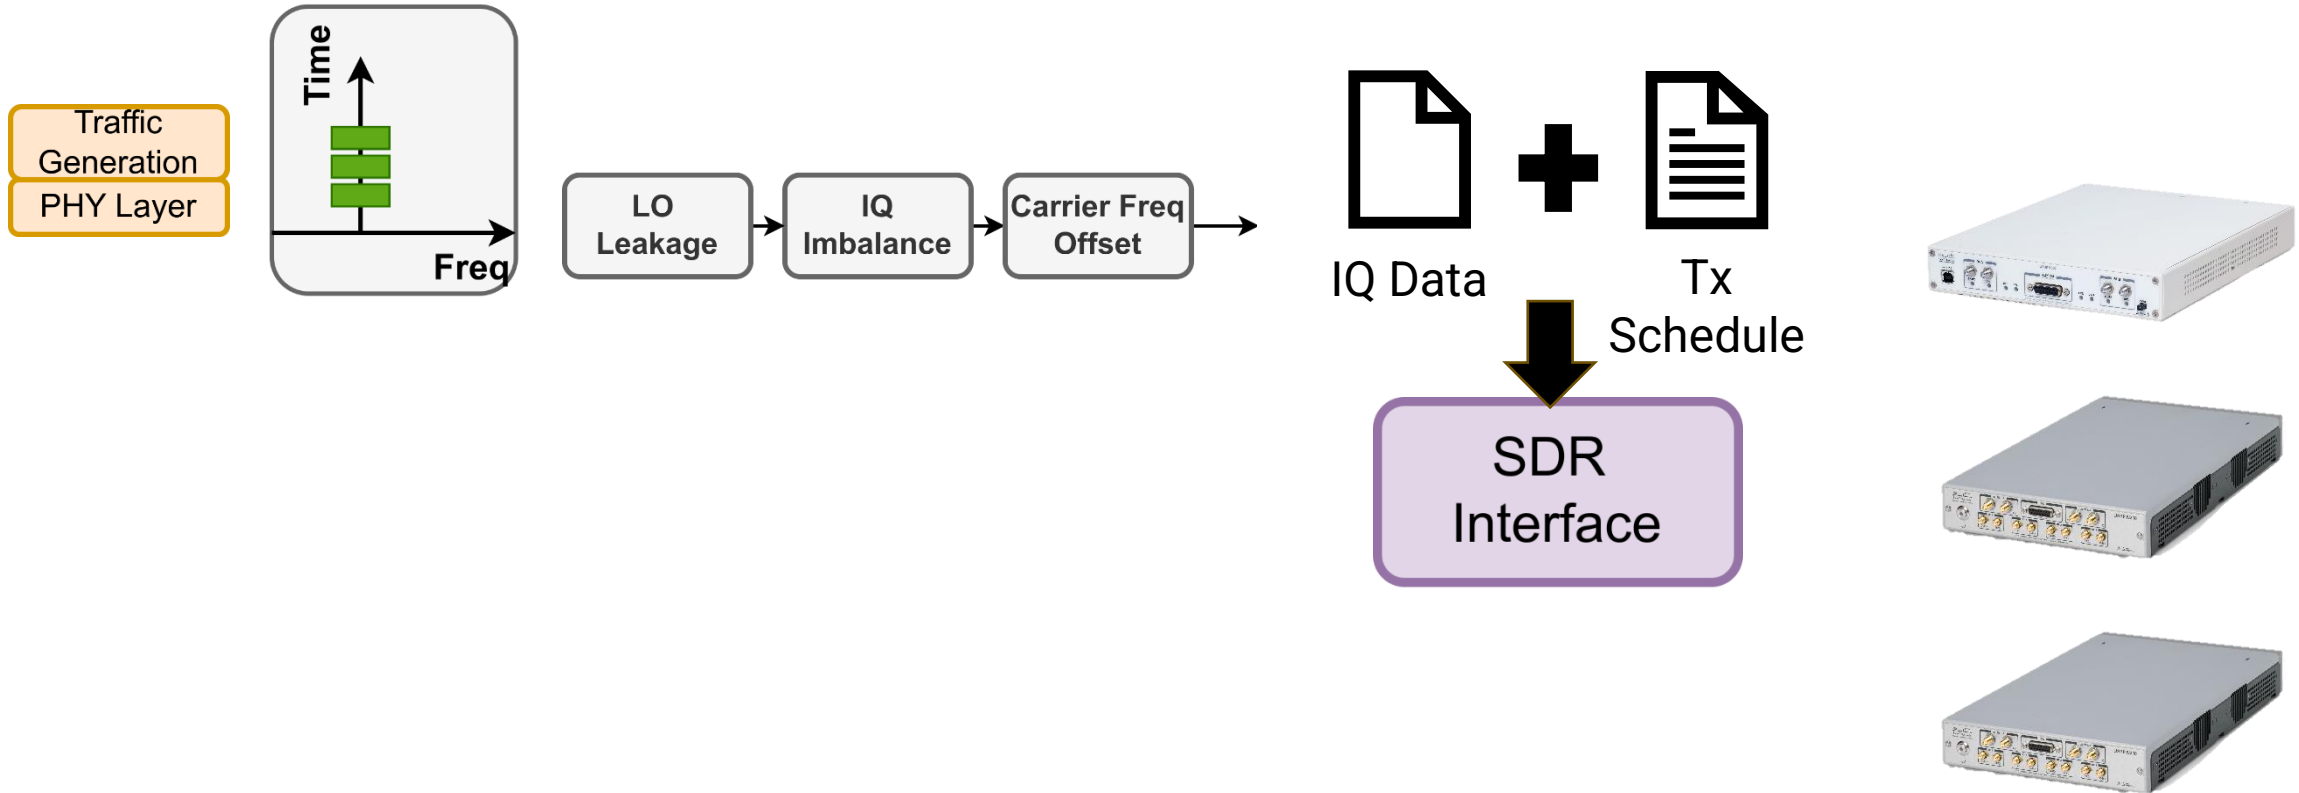 Traffic
Generation
PHY Layer
Time
Freq
LO
Leakage
IQ
Imbalance
Carrier Freq
Offset
IQ Data
Tx
Schedule
SDR
Interface